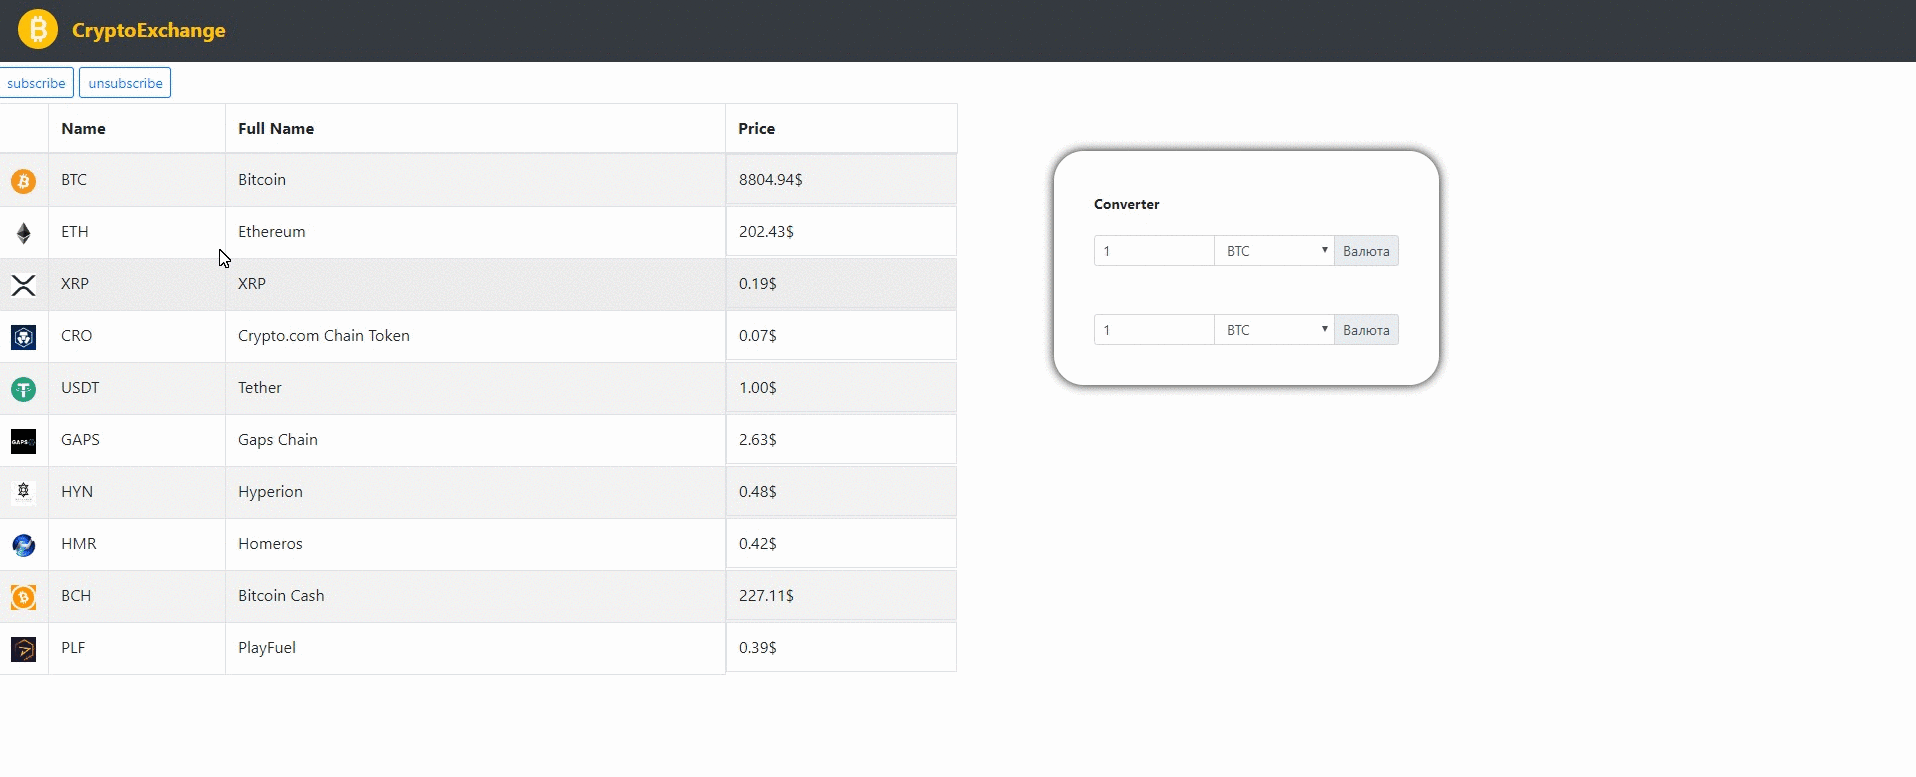 CryptoExchange
subscribe unsubscribe
Name Full Name Price
BTC Bitcoin 8804.94$
ETH Ethereum 202.43$
XRP XRP 0.19$
CRO Crypto.com Chain Token 0.07$
USDT Tether 1.00$
GAPS Gaps Chain 2.63$
HYN Hyperion 0.48$
HMR Homeros 0.42$
BCH Bitcoin Cash 227.11$
PLF PlayFuel 0.39$
Converter
1 BTC Валюта
1 BTC Валюта